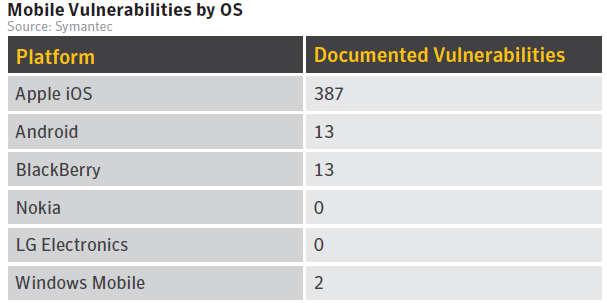 Mobile Vulnerabilities by OS
Source: Symantec
Platform Documented Vulnerabilities
Apple iOS 387
Android 13
BlackBerry 13
Nokia 0
LG Electronics 0
Windows Mobile 2